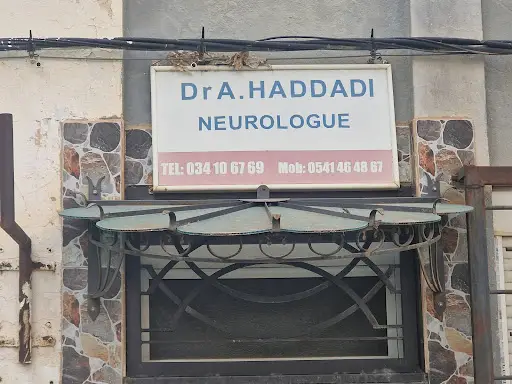 Dr A. HADDADI
NEUROLOGUE
TEL: 034 10 67 69 Mob: 0541 46 48 67